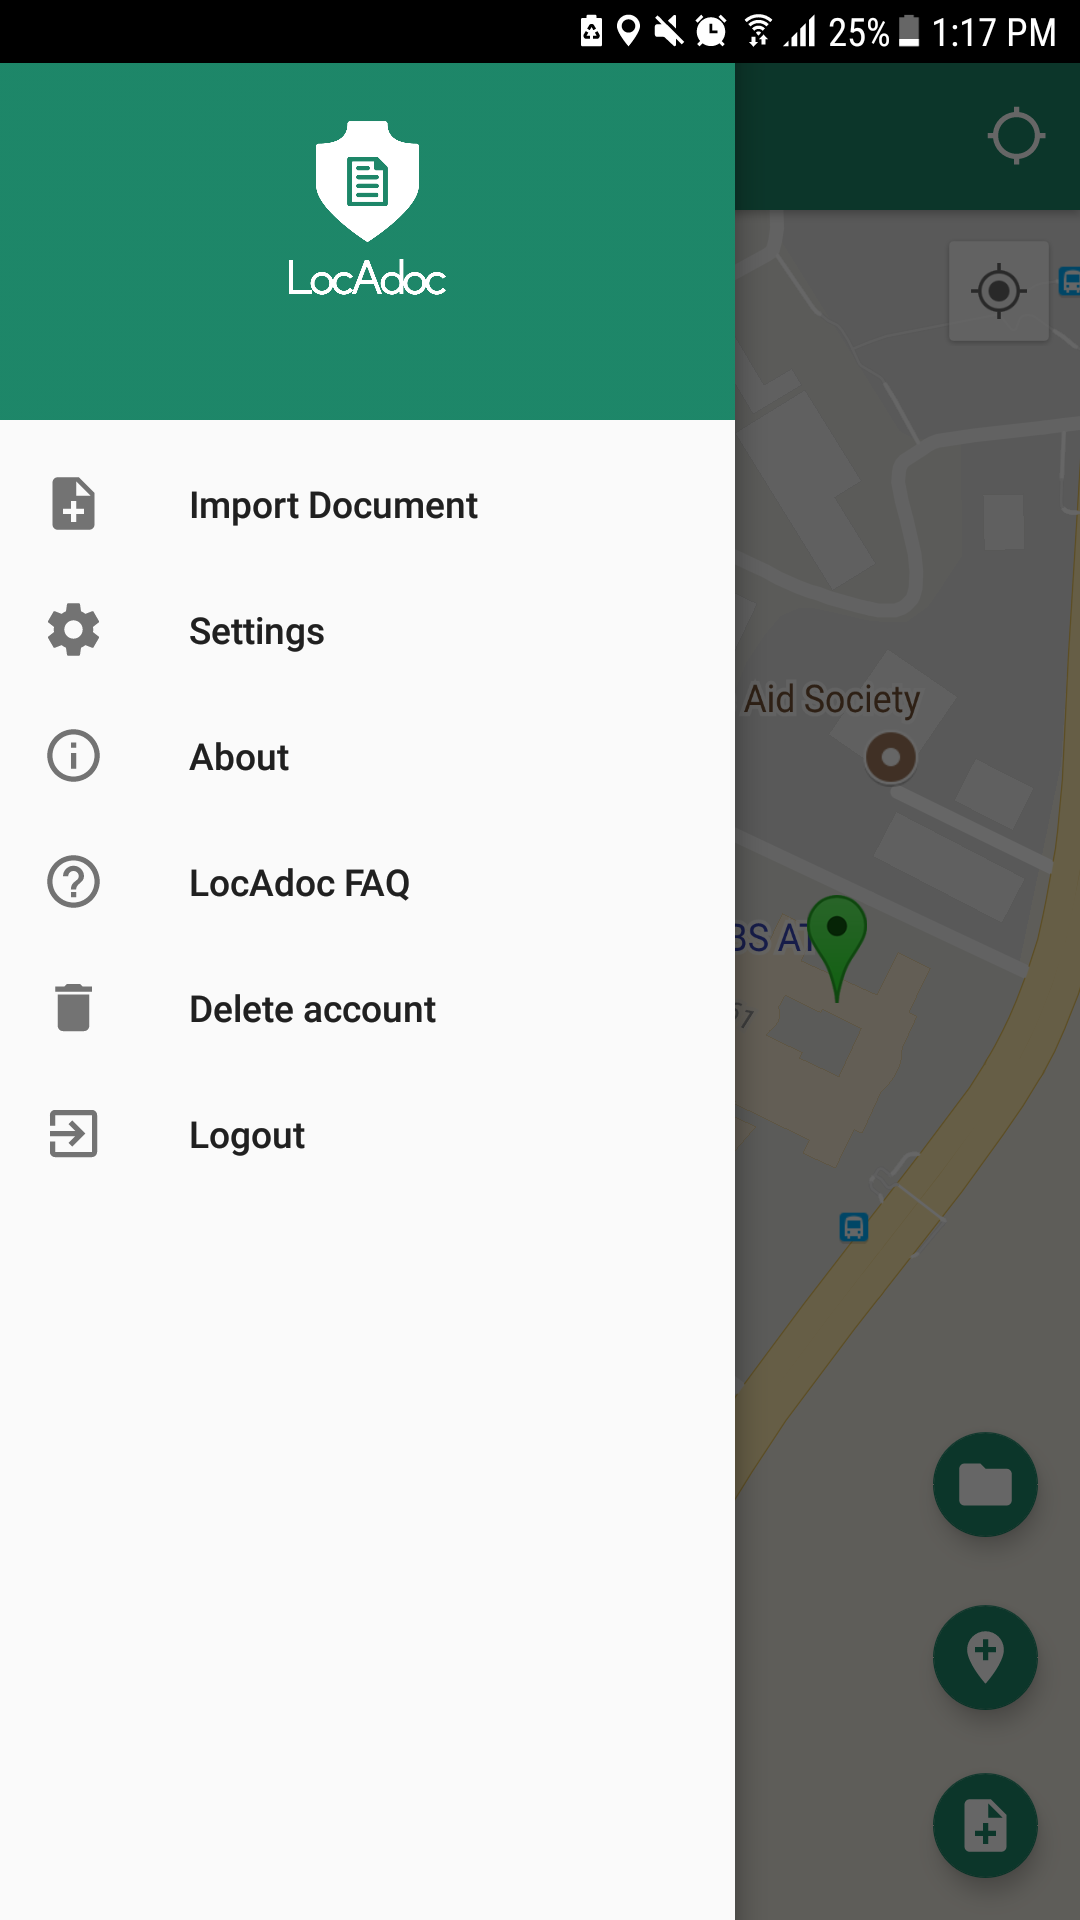 25% 1:17 PM
LocAdoc
Import Document
Settings
About
LocAdoc FAQ
Delete account
Logout
Aid Society
BS AT